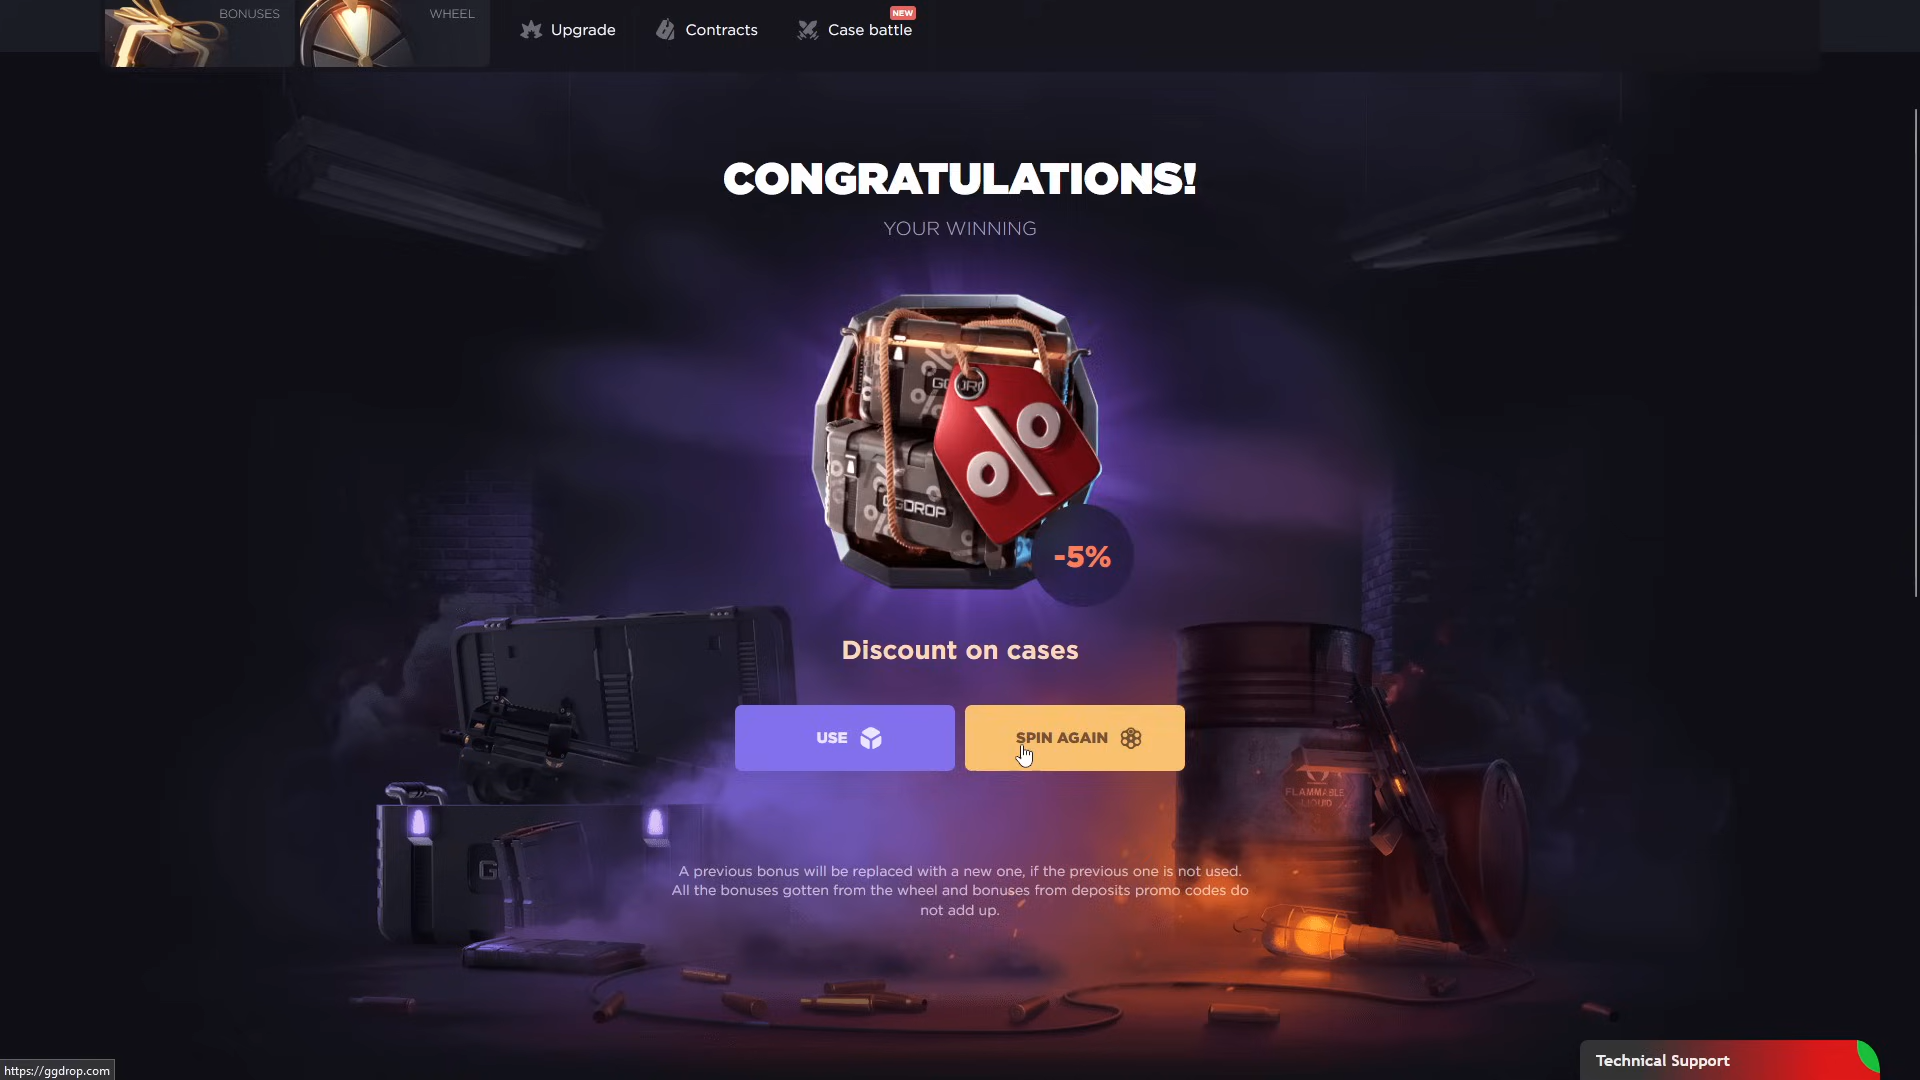 BONUSES
WHEEL
Upgrade
Contracts
Case battle
NEW
CONGRATULATIONS!
YOUR WINNING
GGDROP
-5%
Discount on cases
USE
SPIN AGAIN
FLAMMABLE
LIQUID
A previous bonus will be replaced with a new one, if the previous one is not used.
All the bonuses gotten from the wheel and bonuses from deposits promo codes do
not add up.
https://ggdrop.com
Technical Support